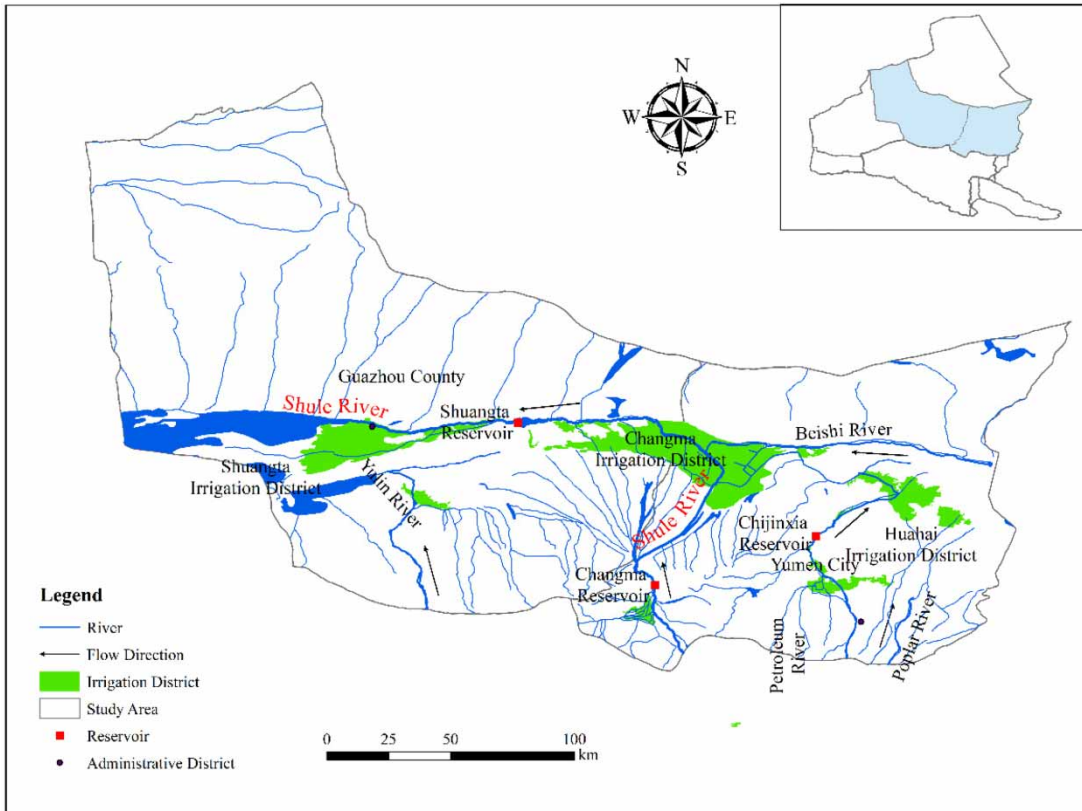 N
W
E
S
Guazhou County
Shule River
Shuangta
Reservoir
Changma
Irrigation District
Beishi River
Shuangta
Irrigation District
Yulin River
Shule River
Chijinxia
Reservoir
Huahai
Irrigation District
Yumen City
Changma
Reservoir
Petroleum
River
Poplar River
Legend
River
Flow Direction
Irrigation District
Study Area
Reservoir
Administrative District
0 25 50 100
km